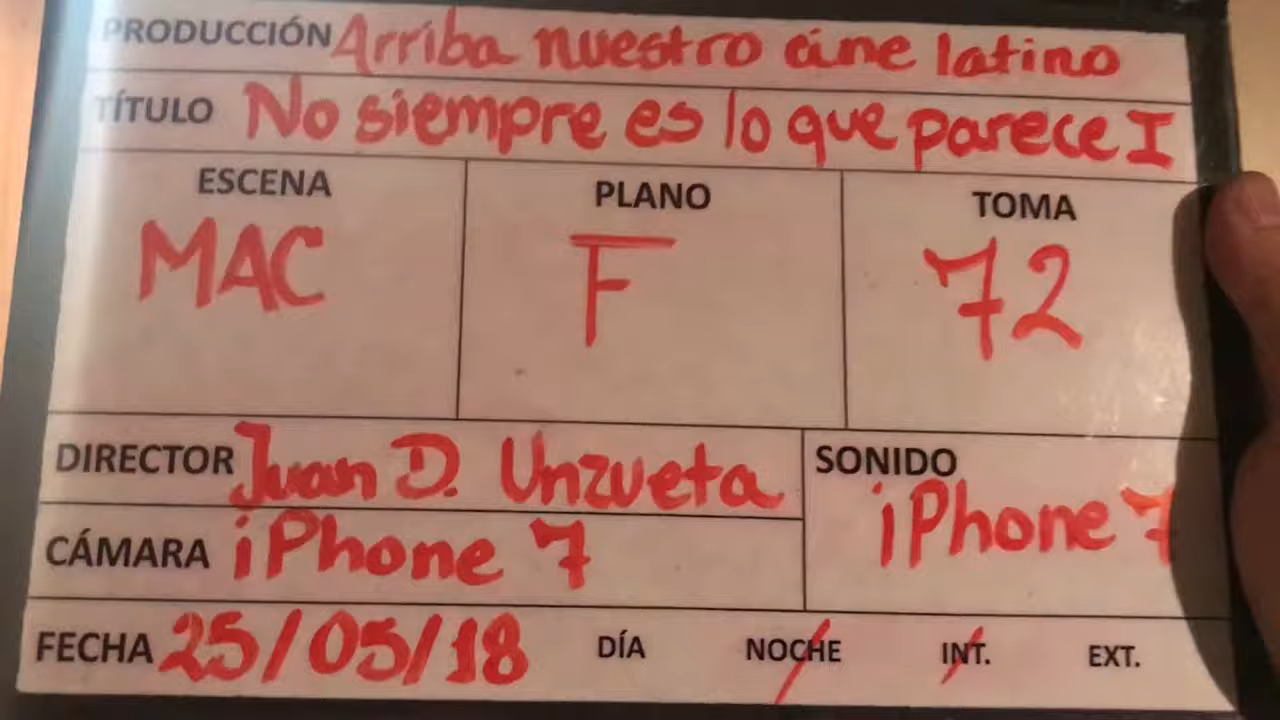 PRODUCCIÓN Arriba nuestro cine latino
TÍTULO No siempre es lo que parece I
ESCENA PLANO TOMA
MAC F 72
DIRECTOR Juan D. Unzueta
SONIDO iPhone 7
CÁMARA iPhone 7
FECHA 25/05/18 DÍA NOCHE INT. EXT.